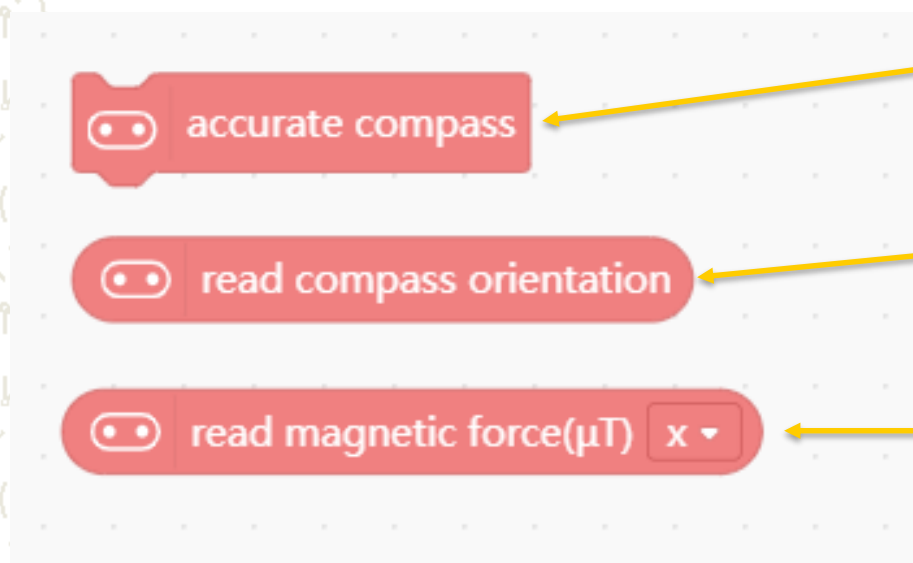 accurate compass
read compass orientation
read magnetic force(μT) x